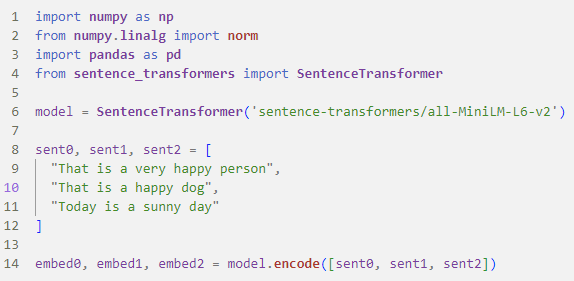 1 import numpy as np
2 from numpy.linalg import norm
3 import pandas as pd
4 from sentence_transformers import SentenceTransformer
5
6 model = SentenceTransformer('sentence-transformers/all-MiniLM-L6-v2')
7
8 sent0, sent1, sent2 = [
9   "That is a very happy person",
10   "That is a happy dog",
11   "Today is a sunny day"
12 ]
13
14 embed0, embed1, embed2 = model.encode([sent0, sent1, sent2])